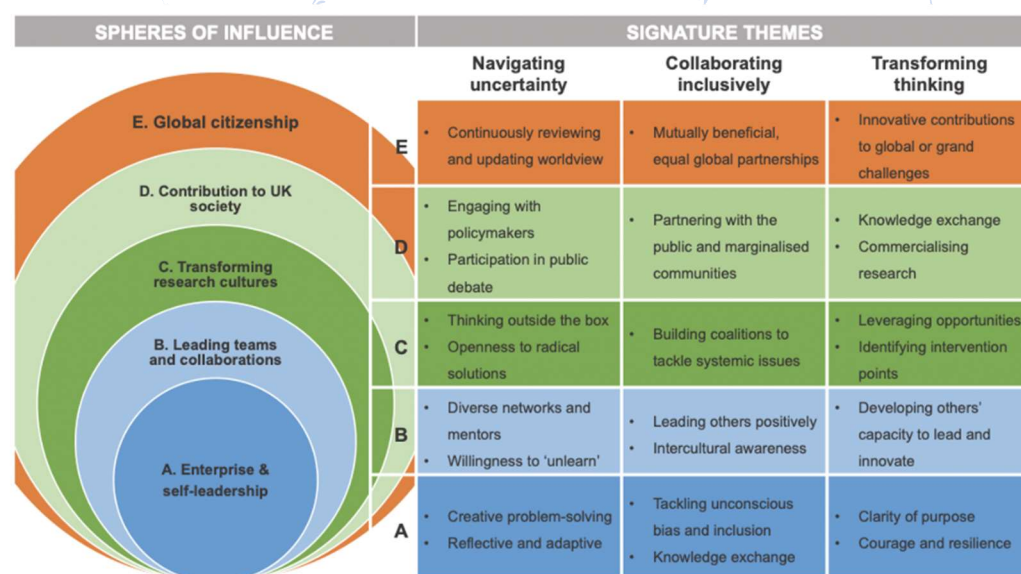 SPHERES OF INFLUENCE
SIGNATURE THEMES
Navigating
uncertainty
Collaborating
inclusively
Transforming
thinking
E. Global citizenship
D. Contribution to UK
society
C. Transforming
research cultures
B. Leading teams
and collaborations
A. Enterprise &
self-leadership
E
• Continuously reviewing
and updating worldview
• Mutually beneficial,
equal global partnerships
• Innovative contributions
to global or grand
challenges
D
• Engaging with
policymakers
• Participation in public
debate
• Partnering with the
public and marginalised
communities
• Knowledge exchange
• Commercialising
research
C
• Thinking outside the box
• Openness to radical
solutions
• Building coalitions to
tackle systemic issues
• Leveraging opportunities
• Identifying intervention
points
B
• Diverse networks and
mentors
• Willingness to ‘unlearn’
• Leading others positively
• Intercultural awareness
• Developing others’
capacity to lead and
innovate
A
• Creative problem-solving
• Reflective and adaptive
• Tackling unconscious
bias and inclusion
• Knowledge exchange
• Clarity of purpose
• Courage and resilience